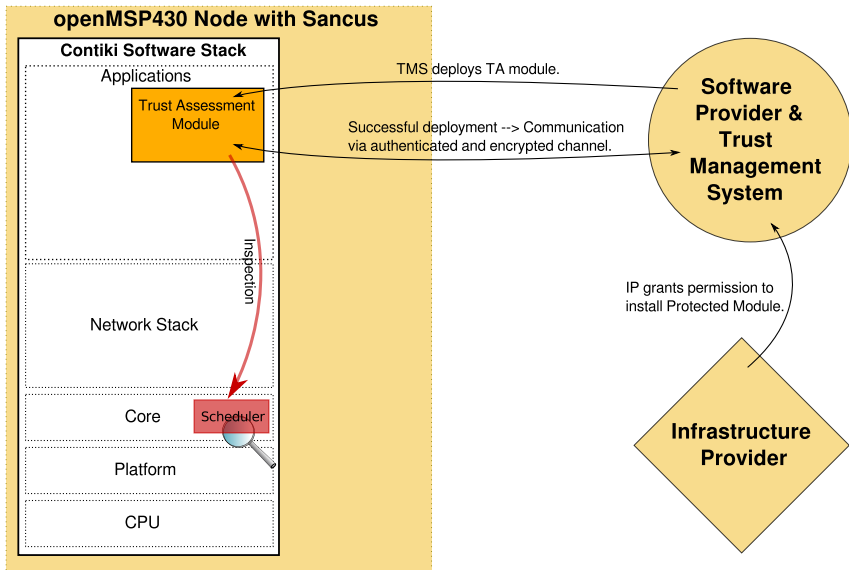 openMSP430 Node with Sancus
Contiki Software Stack
Applications
Trust Assessment
Module
Inspection
Network Stack
Core
Scheduler
Platform
CPU
TMS deploys TA module.
Successful deployment --> Communication
via authenticated and encrypted channel.
Software
Provider &
Trust
Management
System
IP grants permission to
install Protected Module.
Infrastructure
Provider